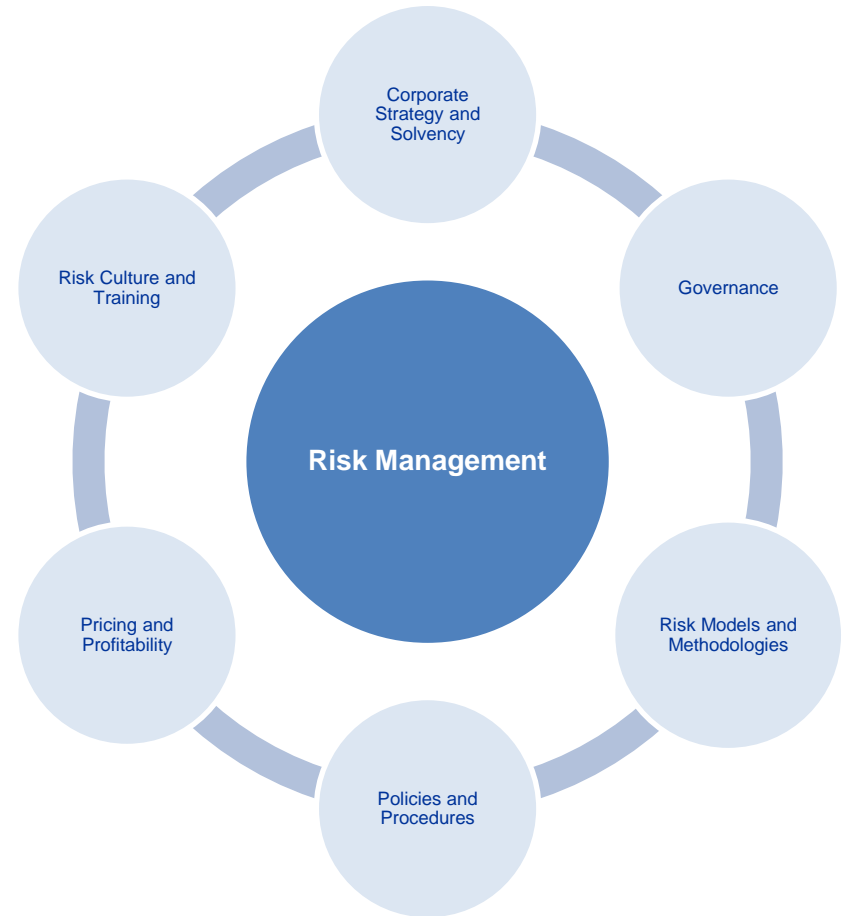 Corporate
Strategy and
Solvency
Governance
Risk Models and
Methodologies
Policies and
Procedures
Pricing and
Profitability
Risk Culture and
Training
Risk Management